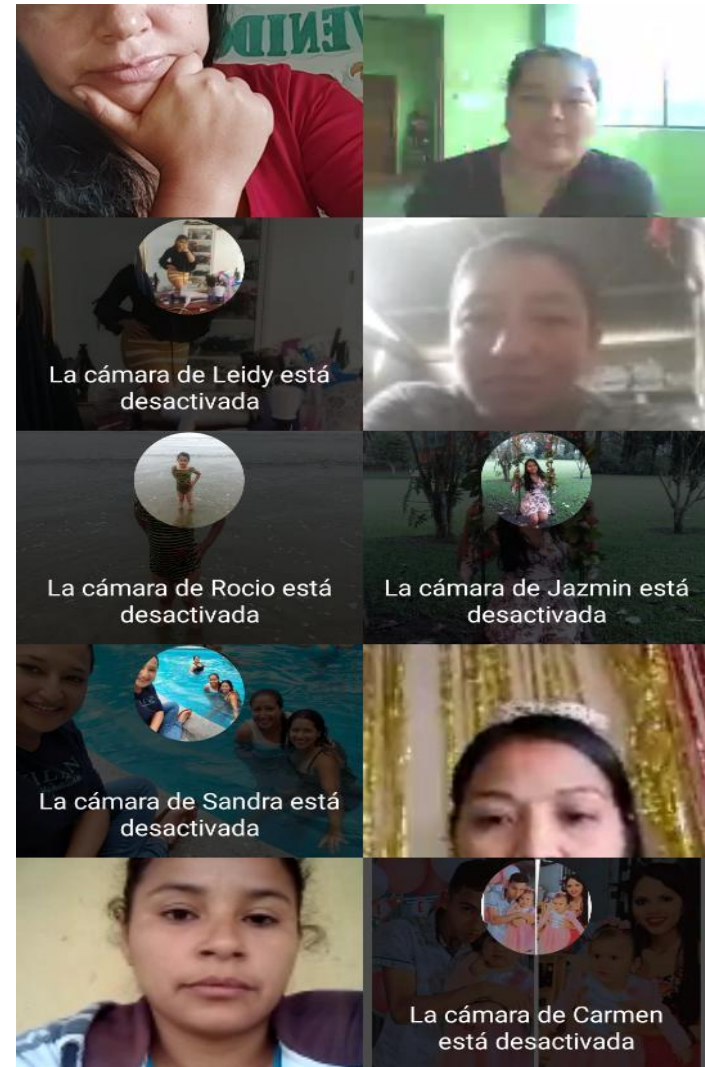 La cámara de Leidy está
desactivada
La cámara de Rocio está
desactivada
La cámara de Jazmin está
desactivada
La cámara de Sandra está
desactivada
La cámara de Carmen
está desactivada